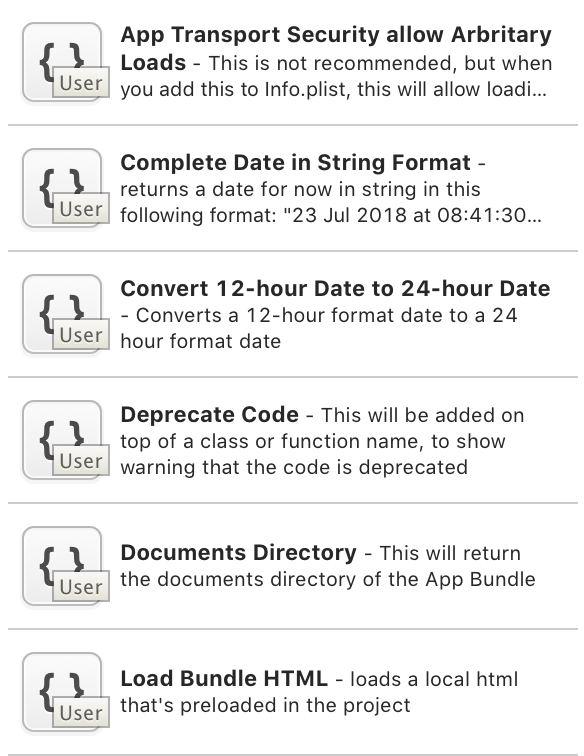 { }
User
App Transport Security allow Arbritary
Loads - This is not recommended, but when
you add this to Info.plist, this will allow loadi...
{ }
User
Complete Date in String Format -
returns a date for now in string in this
following format: "23 Jul 2018 at 08:41:30...
{ }
User
Convert 12-hour Date to 24-hour Date
- Converts a 12-hour format date to a 24
hour format date
{ }
User
Deprecate Code - This will be added on
top of a class or function name, to show
warning that the code is deprecated
{ }
User
Documents Directory - This will return
the documents directory of the App Bundle
{ }
User
Load Bundle HTML - loads a local html
that's preloaded in the project